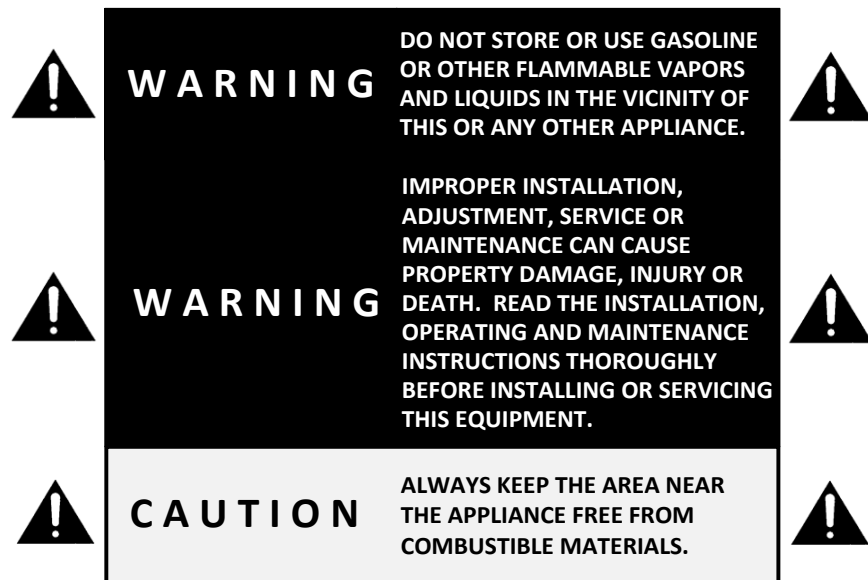 WARNING
DO NOT STORE OR USE GASOLINE
OR OTHER FLAMMABLE VAPORS
AND LIQUIDS IN THE VICINITY OF
THIS OR ANY OTHER APPLIANCE.
WARNING
IMPROPER INSTALLATION,
ADJUSTMENT, SERVICE OR
MAINTENANCE CAN CAUSE
PROPERTY DAMAGE, INJURY OR
DEATH. READ THE INSTALLATION,
OPERATING AND MAINTENANCE
INSTRUCTIONS THOROUGHLY
BEFORE INSTALLING OR SERVICING
THIS EQUIPMENT.
CAUTION
ALWAYS KEEP THE AREA NEAR
THE APPLIANCE FREE FROM
COMBUSTIBLE MATERIALS.